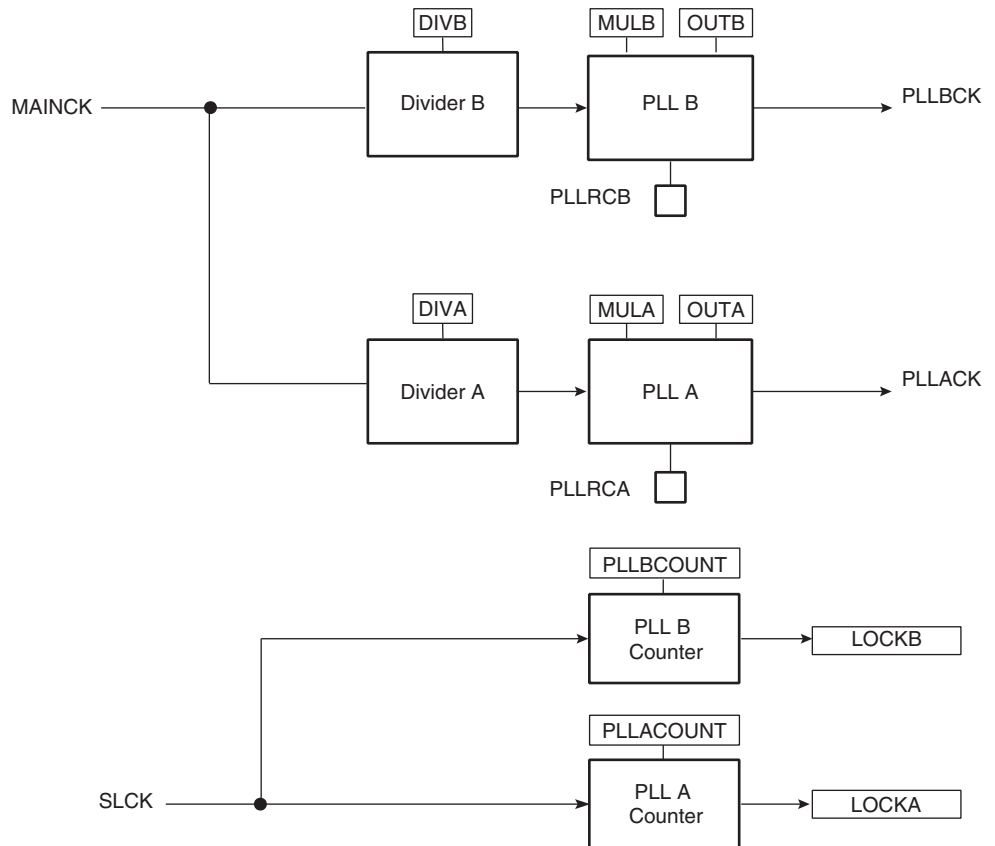 DIVB
MULB
OUTB
MAINCK
Divider B
PLL B
PLLBCK
PLLRCB
DIVA
MULA
OUTA
Divider A
PLL A
PLLACK
PLLRCA
PLLBCOUNT
PLL B
Counter
LOCKB
PLLACOUNT
SLCK
PLL A
Counter
LOCKA